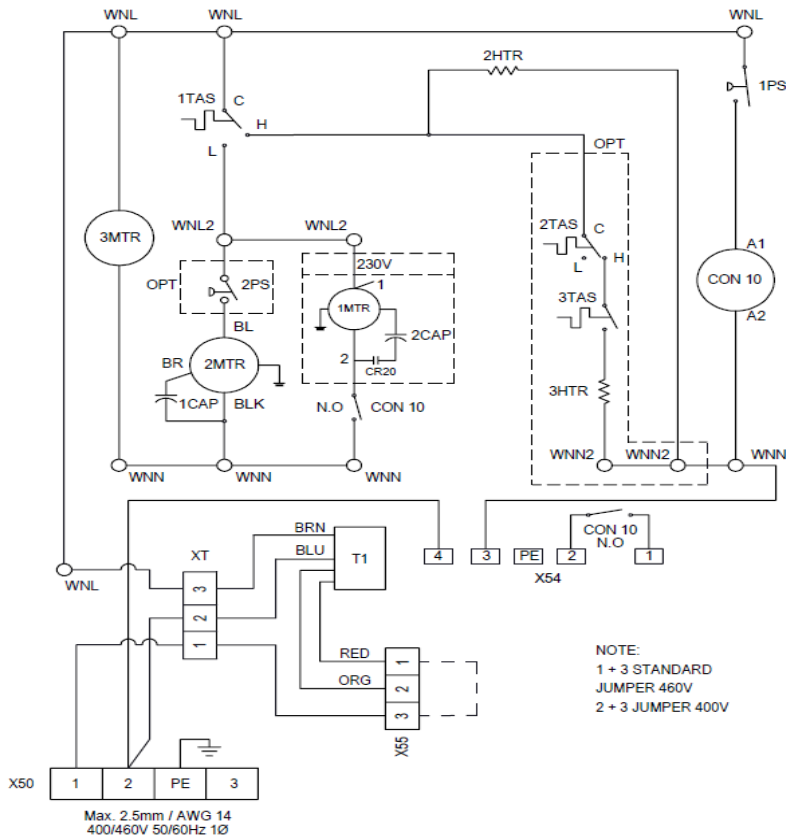 WNL WNL WNL
2HTR
1PS
1TAS C
H
L
OPT
WNL2 WNL2
3MTR
2TAS C
H
L
A1
CON 10
A2
230V
OPT 2PS
1
1MTR
2CAP
3TAS
BL
2
CR20
BR 2MTR
1CAP BLK
N.O CON 10
3HTR
WNN WNN WNN WNN2 WNN2 WNN
BRN
BLU
T1
XT
WNL
3
2
1
4 3 PE 2 1
CON 10
N.O
X54
RED
ORG
1
2
3
X55
NOTE:
1 + 3 STANDARD
JUMPER 460V
2 + 3 JUMPER 400V
X50 1 2 PE 3
Max. 2.5mm / AWG 14
400/460V 50/60Hz 1Ø